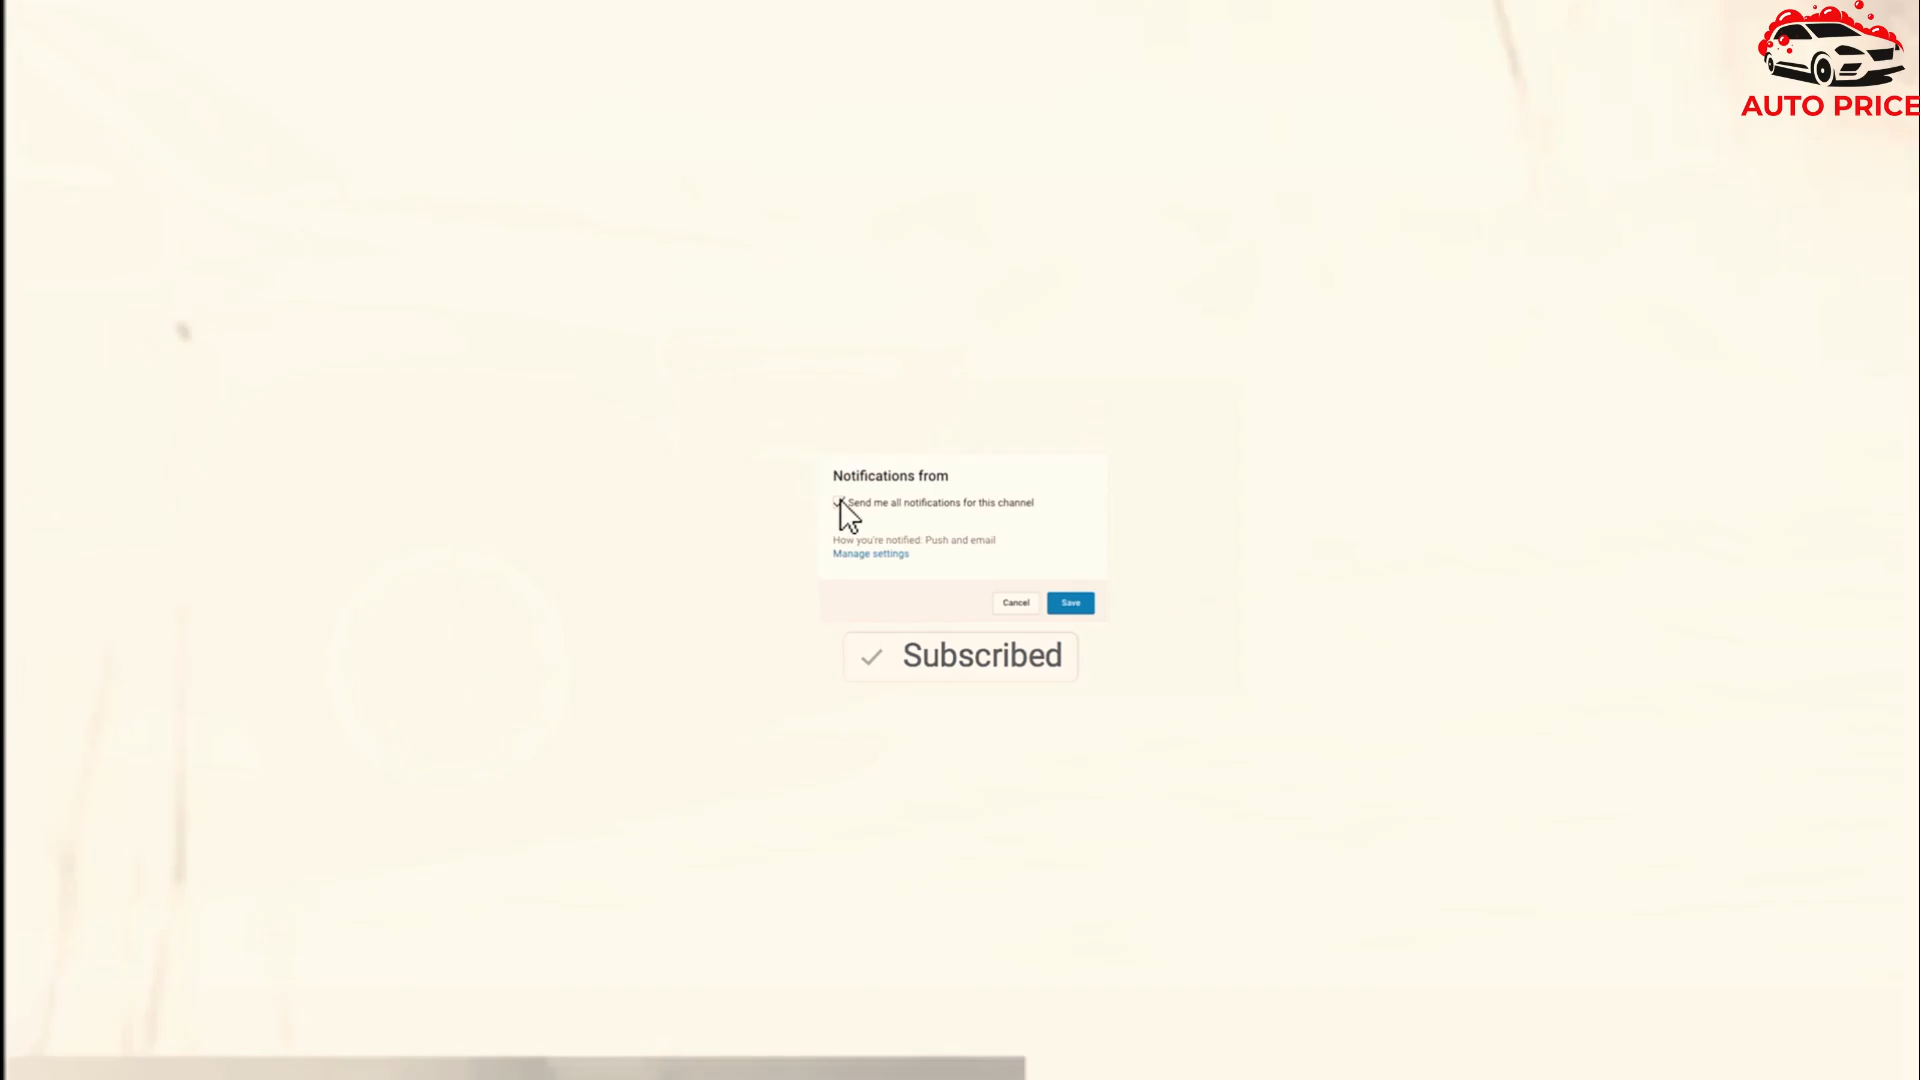 AUTO PRICE
Notifications from
Send me all notifications for this channel
How you're notified: Push and email
Manage settings
Cancel
Save
Subscribed